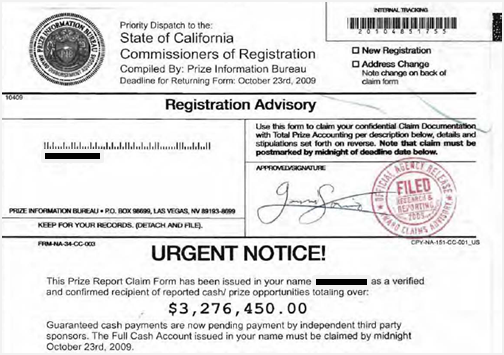 PRIZE INFORMATION BUREAU
Priority Dispatch to the:
State of California
Commissioners of Registration
Compiled By: Prize Information Bureau
Deadline for Returning Form: October 23rd, 2009
INTERNAL TRACKING
20104851755
☐ New Registration
☐ Address Change
Note change on back of
claim form
10409
Registration Advisory
Use this form to claim your confidential Claim Documentation
with Total Prize Accounting per description below, details and
stipulations set forth on reverse. Note that claim must be
postmarked by midnight of deadline date below.
APPROVED/SIGNATURE
OFFICIAL AGENCY RELEASE
FILED
RESEARCH &
REPORTING
2009
AWARD CLAIMS ADVISORY
PRIZE INFORMATION BUREAU • P.O. BOX 98699, LAS VEGAS, NV 89193-8699
KEEP FOR YOUR RECORDS. (DETACH AND FILE).
FRM-NA-34-CC-003
CPY-NA-151-CC-001_US
URGENT NOTICE!
This Prize Report Claim Form has been issued in your name as a verified
and confirmed recipient of reported cash/ prize opportunities totaling over:
$3,276,450.00
Guaranteed cash payments are now pending payment by independent third party
sponsors. The Full Cash Account issued in your name must be claimed by midnight
October 23rd, 2009.